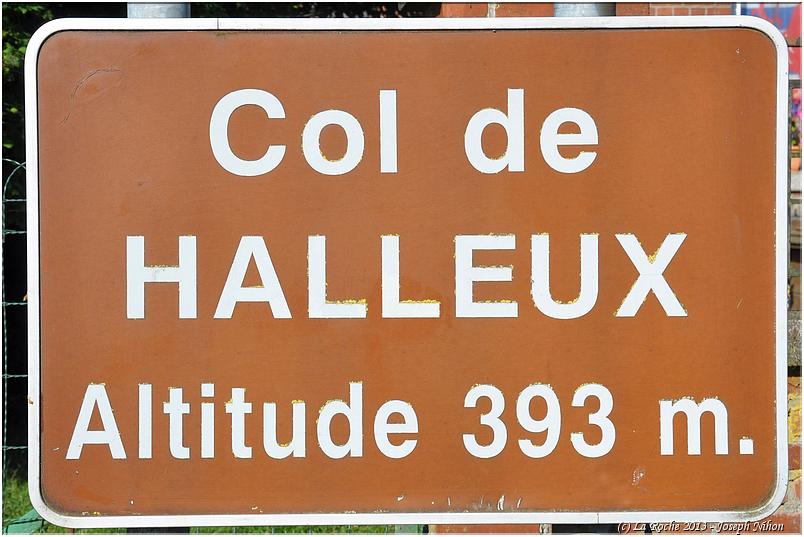 Col de
HALLEUX
Altitude 393 m.
(c) La Roche 2013 - Joseph Nihon